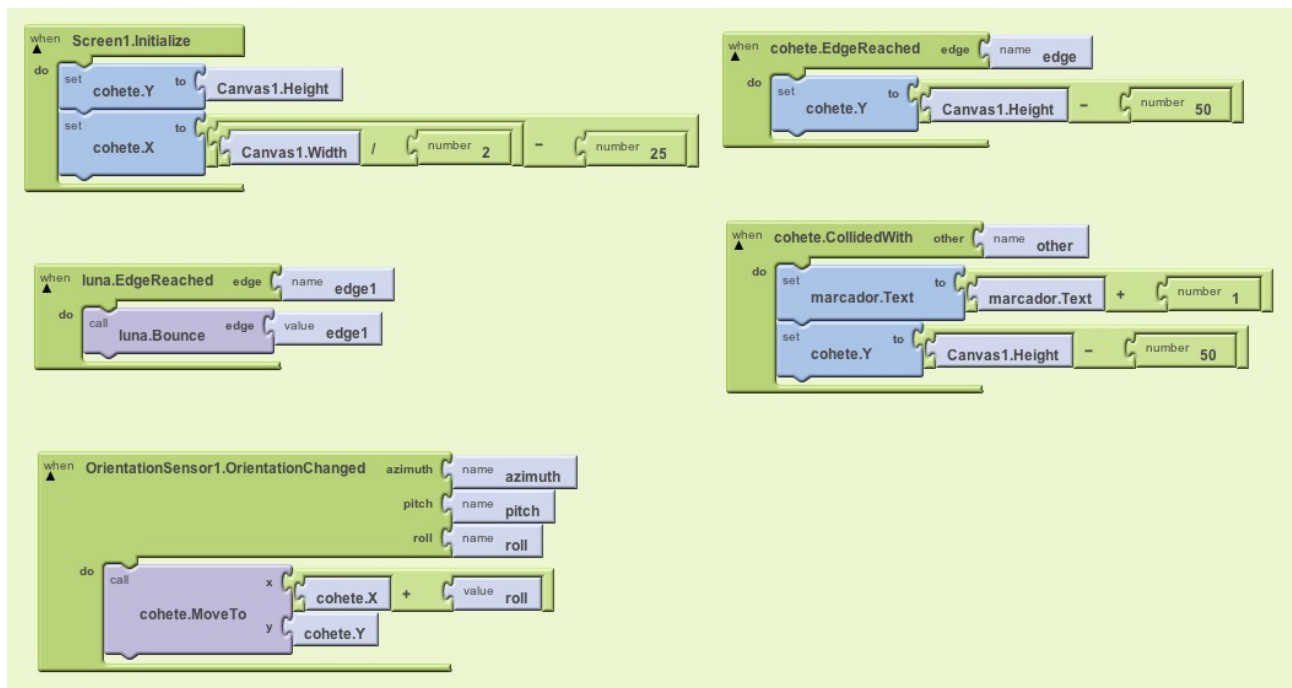 when Screen1.Initialize
do set cohete.Y to Canvas1.Height
set cohete.X to Canvas1.Width / number 2 - number 25
when cohete.EdgeReached edge name edge
do set cohete.Y to Canvas1.Height - number 50
when luna.EdgeReached edge name edge1
do call luna.Bounce edge value edge1
when cohete.CollidedWith other name other
do set marcador.Text to marcador.Text + number 1
set cohete.Y to Canvas1.Height - number 50
when OrientationSensor1.OrientationChanged azimuth name azimuth
pitch name pitch
roll name roll
do call cohete.MoveTo x cohete.X + value roll
y cohete.Y